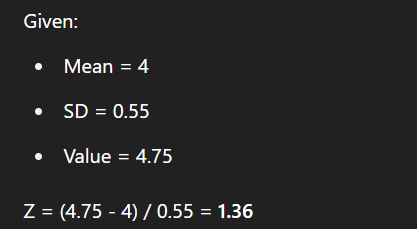 Given:
• Mean = 4
• SD = 0.55
• Value = 4.75
Z = (4.75 - 4) / 0.55 = 1.36